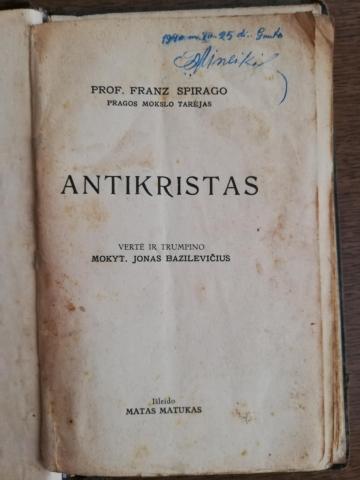 PROF. FRANZ SPIRAGO
PRAGOS MOKSLO TARĖJAS
ANTIKRISTAS
VERTĖ IR TRUMPINO
MOKYT. JONAS BAZILEVIČIUS
Išleido
MATAS MATUKAS